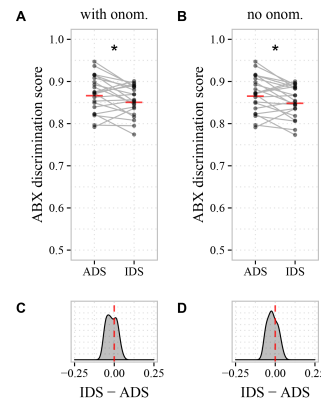 A with onom.
B no onom.
ABX discrimination score
1.0
0.9
0.8
0.7
0.6
0.5
*
ADS IDS
ABX discrimination score
1.0
0.9
0.8
0.7
0.6
0.5
*
ADS IDS
C
−0.25 0.00 0.25
IDS − ADS
D
−0.25 0.00
IDS − ADS